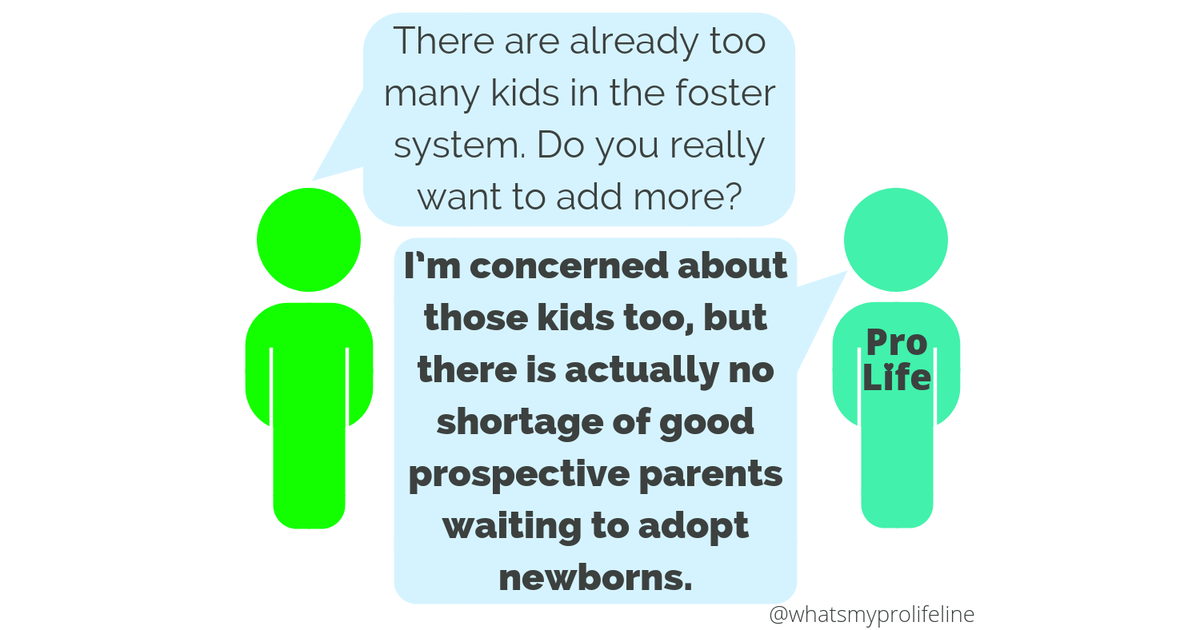 There are already too
many kids in the foster
system. Do you really
want to add more?
I’m concerned about
those kids too, but
there is actually no
shortage of good
prospective parents
waiting to adopt
newborns.
Pro
Life
@whatsmyprolifeline